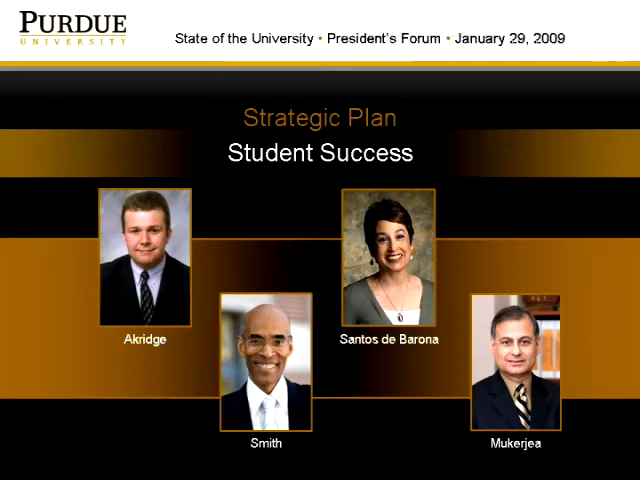 PURDUE
UNIVERSITY
State of the University • President's Forum • January 29, 2009
Strategic Plan
Student Success
Akridge
Santos de Barona
Smith
Mukerjea